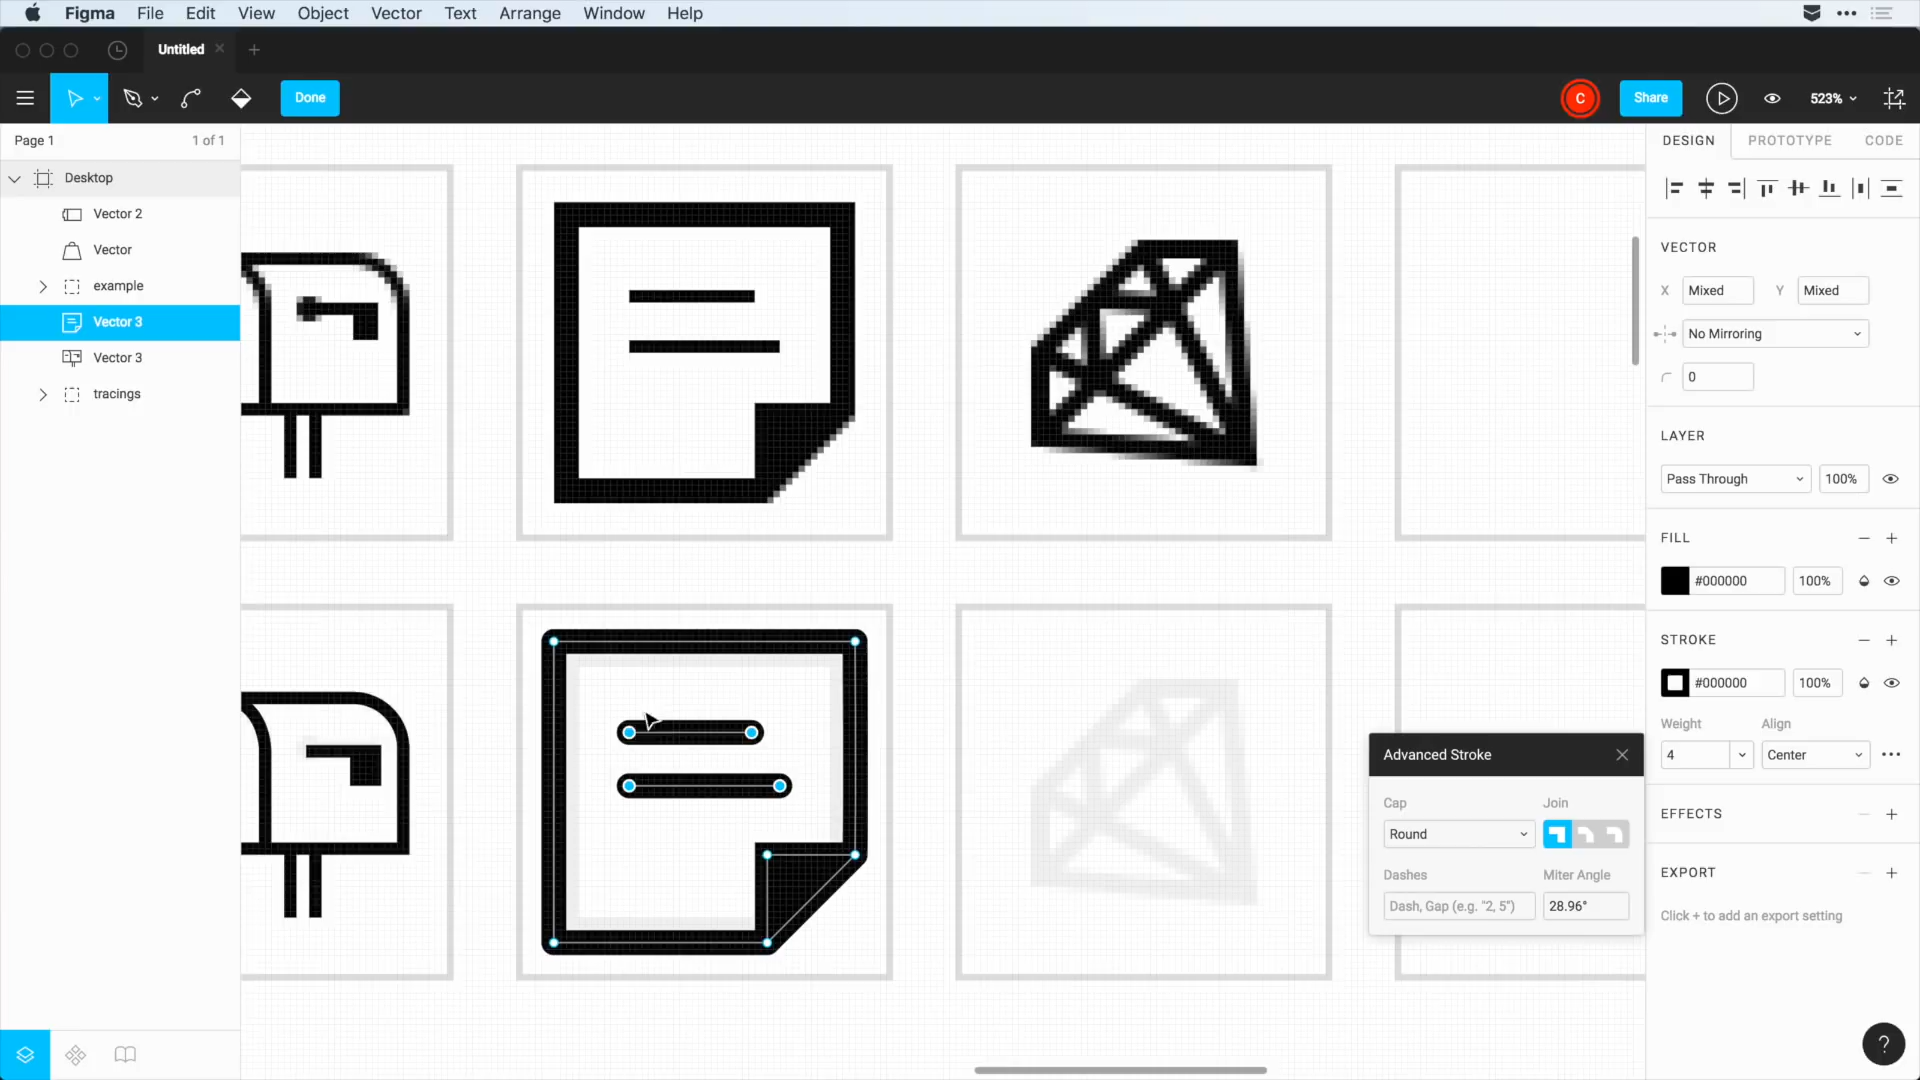 Figma File Edit View Object Vector Text Arrange Window Help
Untitled
Done
C
Share
523%
Page 1 1 of 1
DESIGN PROTOTYPE CODE
Desktop
Vector 2
Vector
example
Vector 3
Vector 3
tracings
VECTOR
X Mixed Y Mixed
No Mirroring
0
LAYER
Pass Through 100%
FILL
#000000 100%
STROKE
#000000 100%
Weight Align
4 Center
Advanced Stroke
Cap Join
Round
Dashes Miter Angle
Dash, Gap (e.g. "2, 5") 28.96°
EFFECTS
EXPORT
Click + to add an export setting
?